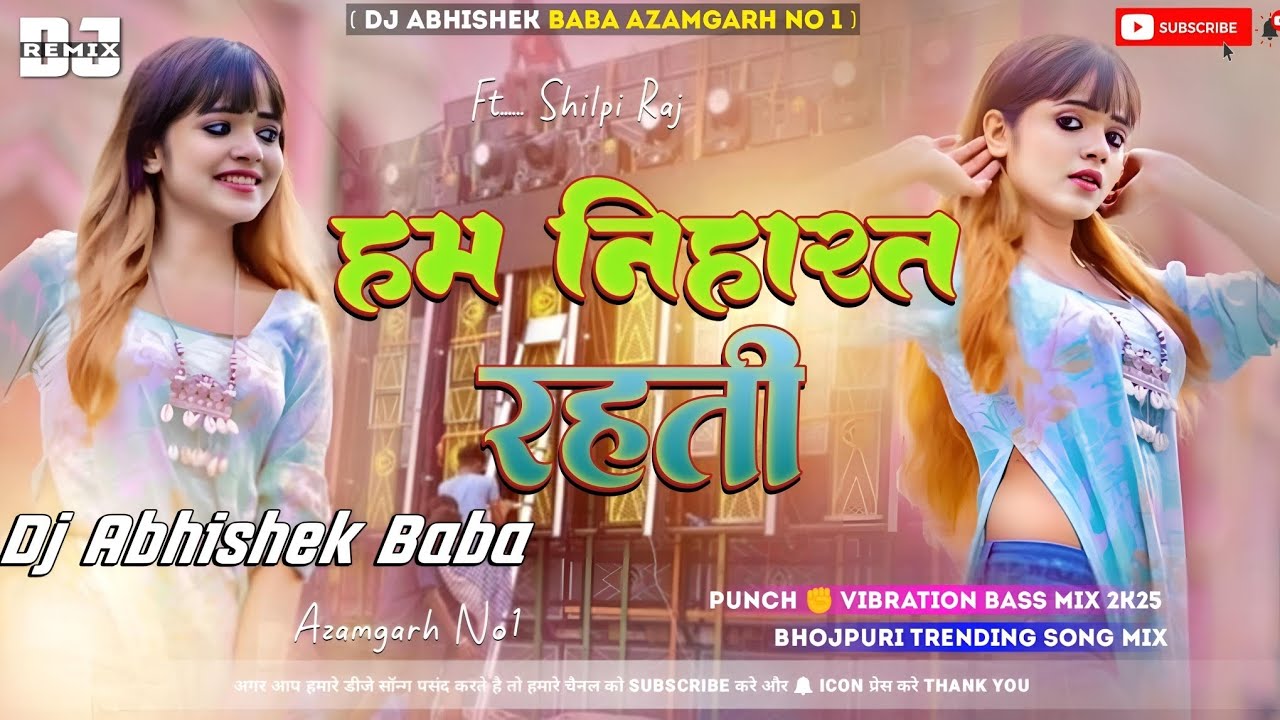 DJ
REMIX
( DJ ABHISHEK BABA AZAMGARH NO 1 )
SUBSCRIBE
Ft...... Shilpi Raj
हम निहारत
रहती
Dj Abhishek Baba
Azamgarh No1
PUNCH ✊ VIBRATION BASS MIX 2K25
BHOJPURI TRENDING SONG MIX
अगर आप हमारे डीजे सॉन्ग पसंद करते है तो हमारे चैनल को SUBSCRIBE करे और 🔔 ICON प्रेस करे THANK YOU